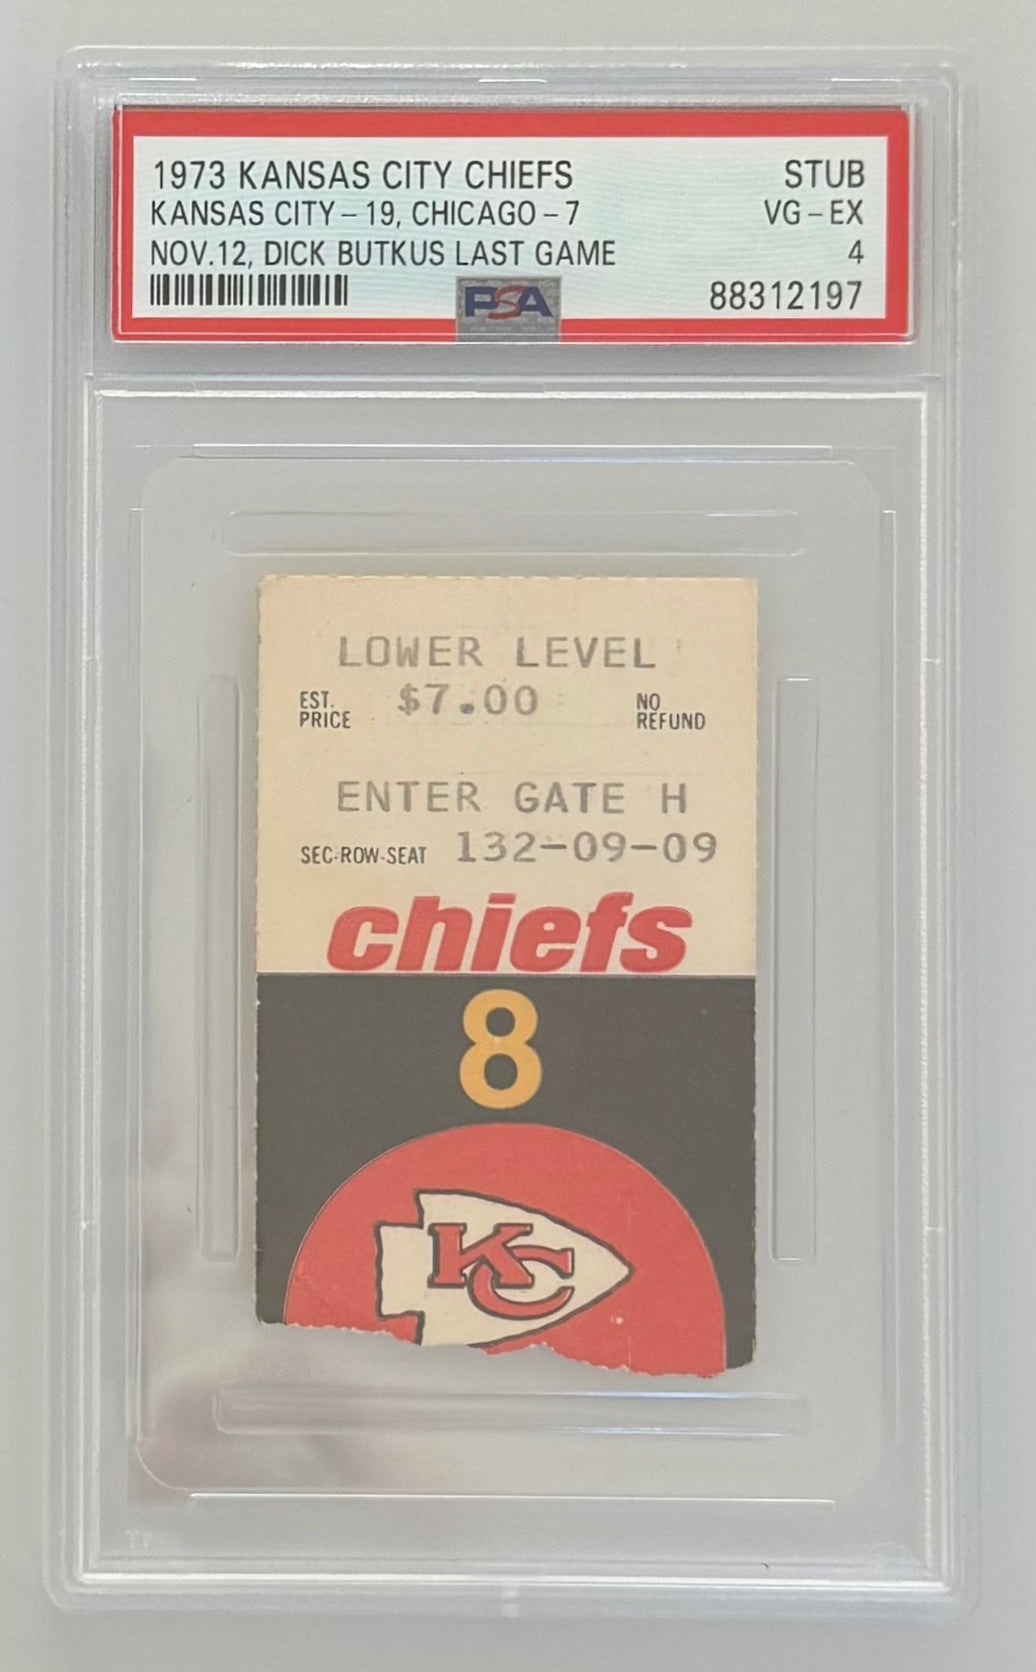 1973 KANSAS CITY CHIEFS STUB
KANSAS CITY – 19, CHICAGO – 7 VG – EX
NOV.12, DICK BUTKUS LAST GAME 4
PSA 88312197
LOWER LEVEL
EST. PRICE $7.00 NO REFUND
ENTER GATE H
SEC-ROW-SEAT 132-09-09
chiefs
8
KC